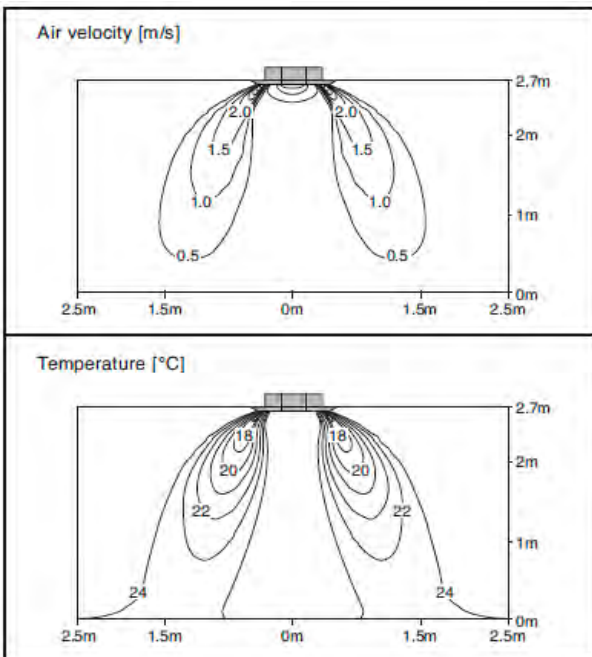 Air velocity [m/s]
2.7m
2.0 2.0
2m
1.5 1.5
1.0 1.0
1m
0.5 0.5
0m
2.5m 1.5m 0m 1.5m 2.5m
Temperature [°C]
2.7m
18 18
2m
20 20
22 22
1m
24 24
0m
2.5m 1.5m 0m 1.5m 2.5m